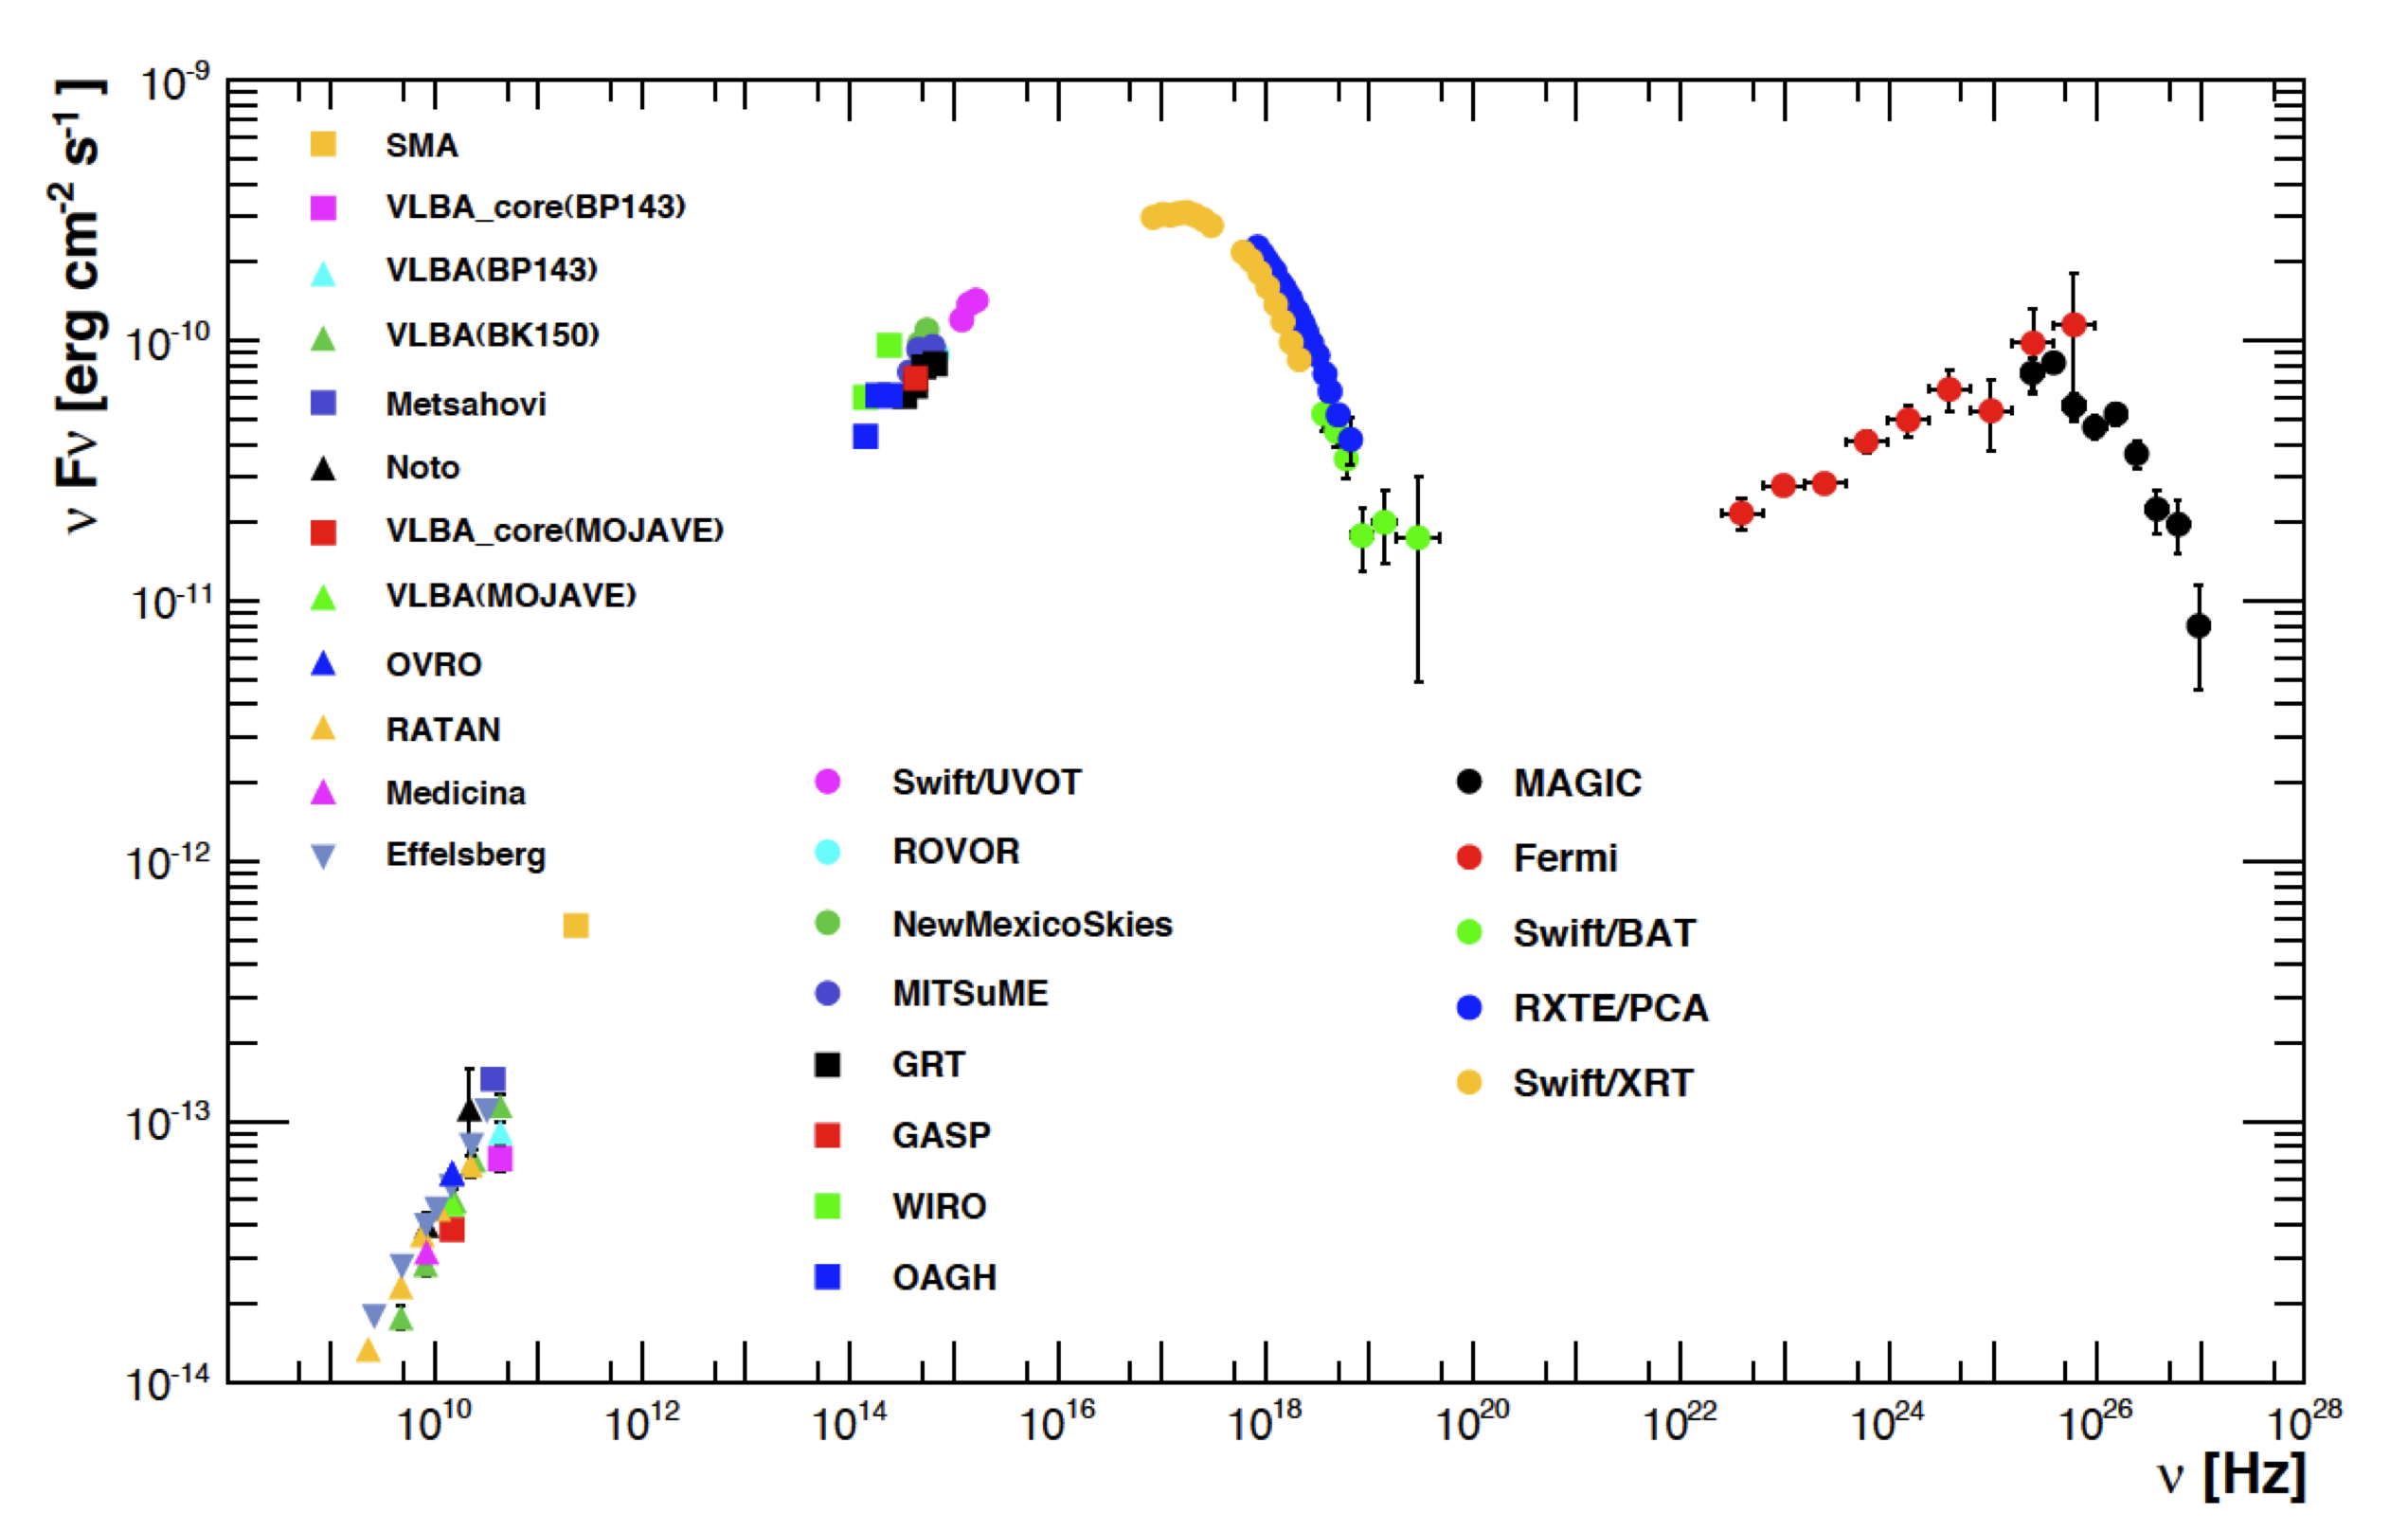 ν Fν [erg cm-2 s-1 ]
10-9
10-10
10-11
10-12
10-13
10-14
SMA
VLBA_core(BP143)
VLBA(BP143)
VLBA(BK150)
Metsahovi
Noto
VLBA_core(MOJAVE)
VLBA(MOJAVE)
OVRO
RATAN
Medicina
Effelsberg
Swift/UVOT
ROVOR
NewMexicoSkies
MITSuME
GRT
GASP
WIRO
OAGH
MAGIC
Fermi
Swift/BAT
RXTE/PCA
Swift/XRT
1010 1012 1014 1016 1018 1020 1022 1024 1026 1028
ν [Hz]